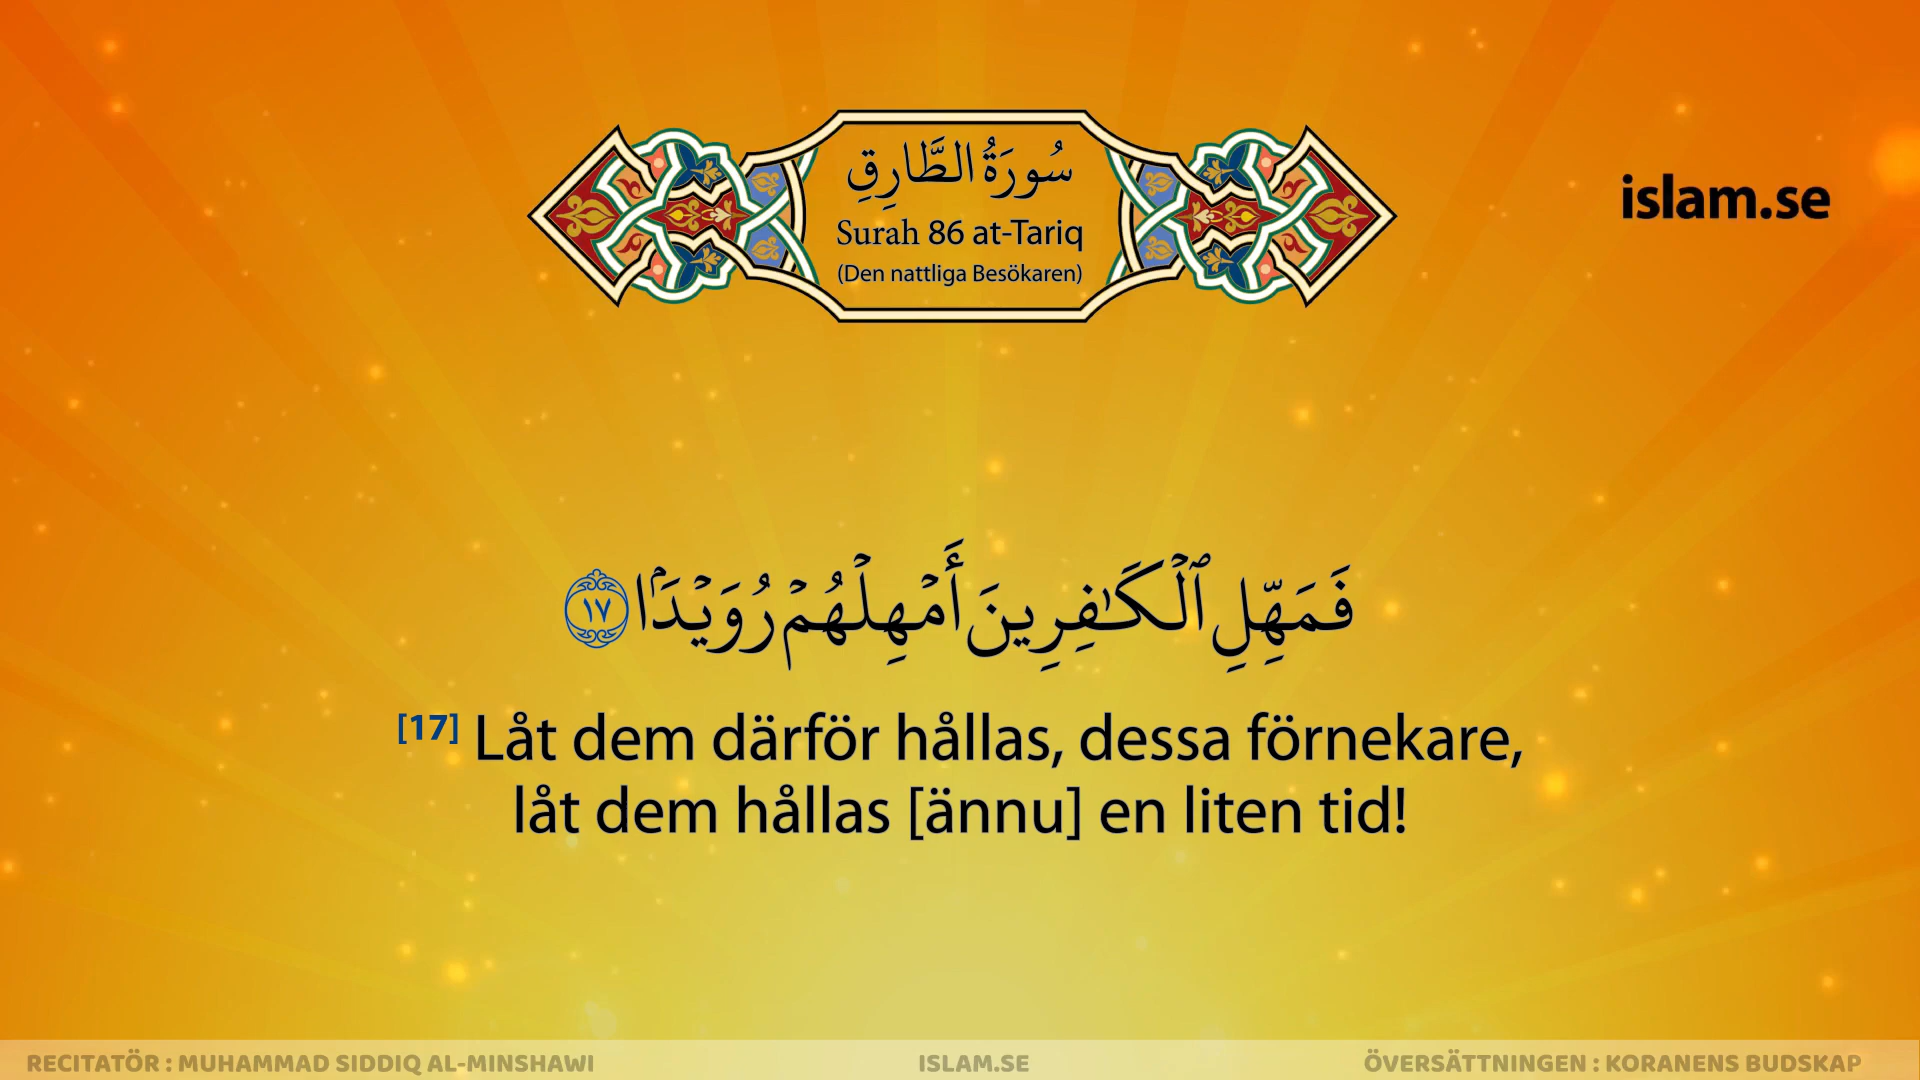 سُورَةُ الطَّارِقِ
Surah 86 at-Tariq
(Den nattliga Besökaren)
islam.se
فَمَهِّلِ ٱلْكَـٰفِرِينَ أَمْهِلْهُمْ رُوَيْدًۢا ١٧
[17] Låt dem därför hållas, dessa förnekare,
låt dem hållas [ännu] en liten tid!
RECITATÖR : MUHAMMAD SIDDIQ AL-MINSHAWI
ISLAM.SE
ÖVERSÄTTNINGEN : KORANENS BUDSKAP